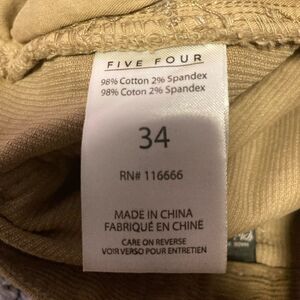 FIVE FOUR
98% Cotton 2% Spandex
98% Coton 2% Spandex
34
RN# 116666
MADE IN CHINA
FABRIQUÉ EN CHINE
CARE ON REVERSE
VOIR VERSO POUR ENTRETIEN